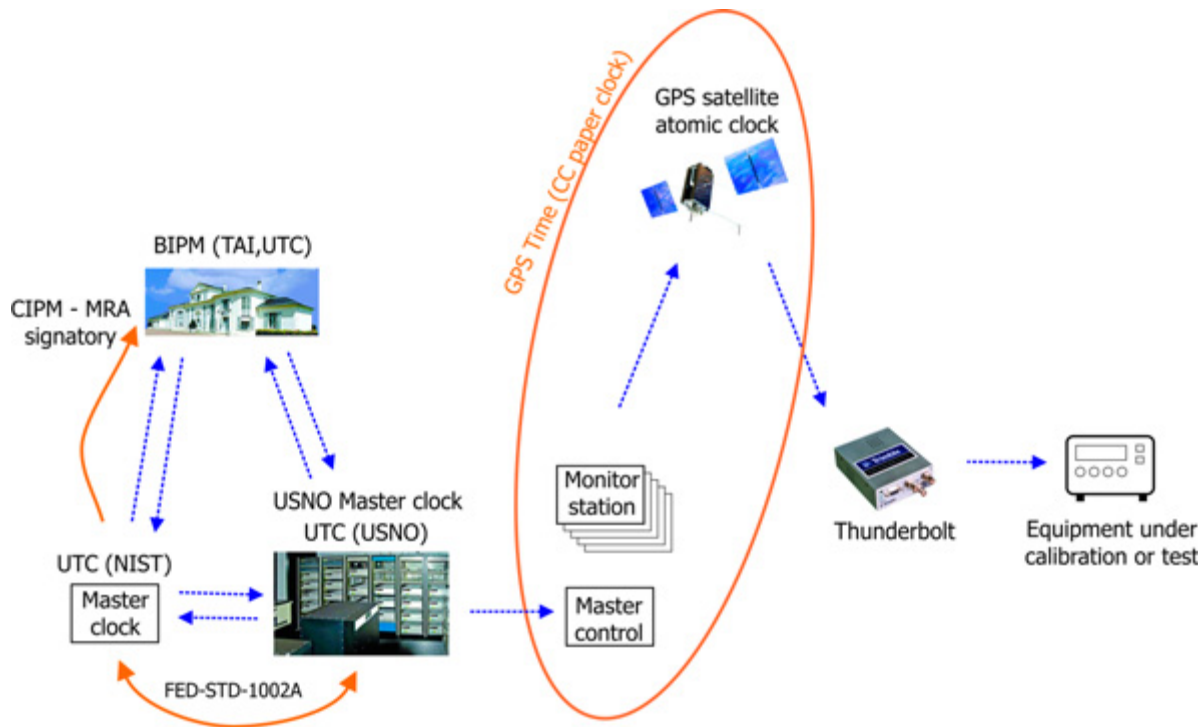 GPS satellite
atomic clock
GPS Time (CC paper clock)
BIPM (TAI,UTC)
CIPM - MRA
signatory
Monitor
station
USNO Master clock
UTC (USNO)
Thunderbolt
Equipment under
calibration or test
UTC (NIST)
Master
clock
Master
control
FED-STD-1002A
Trimble